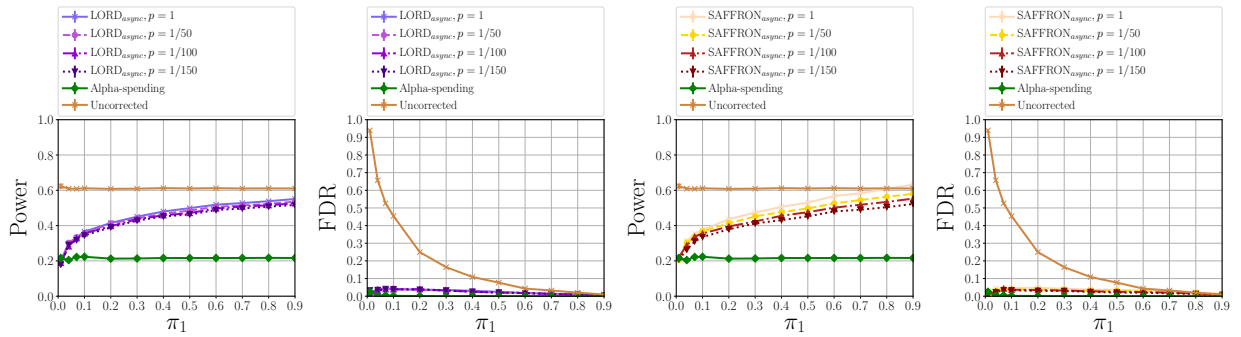 LORD_async, p = 1
LORD_async, p = 1/50
LORD_async, p = 1/100
LORD_async, p = 1/150
Alpha-spending
Uncorrected
1.0
0.8
0.6
0.4
0.2
0.0
Power
0.0 0.1 0.2 0.3 0.4 0.5 0.6 0.7 0.8 0.9
π₁
LORD_async, p = 1
LORD_async, p = 1/50
LORD_async, p = 1/100
LORD_async, p = 1/150
Alpha-spending
Uncorrected
1.0
0.9
0.8
0.7
0.6
0.5
0.4
0.3
0.2
0.1
0.0
FDR
0.0 0.1 0.2 0.3 0.4 0.5 0.6 0.7 0.8 0.9
π₁
SAFFRON_async, p = 1
SAFFRON_async, p = 1/50
SAFFRON_async, p = 1/100
SAFFRON_async, p = 1/150
Alpha-spending
Uncorrected
1.0
0.8
0.6
0.4
0.2
0.0
Power
0.0 0.1 0.2 0.3 0.4 0.5 0.6 0.7 0.8 0.9
π₁
SAFFRON_async, p = 1
SAFFRON_async, p = 1/50
SAFFRON_async, p = 1/100
SAFFRON_async, p = 1/150
Alpha-spending
Uncorrected
1.0
0.9
0.8
0.7
0.6
0.5
0.4
0.3
0.2
0.1
0.0
FDR
0.0 0.1 0.2 0.3 0.4 0.5 0.6 0.7 0.8 0.9
π₁